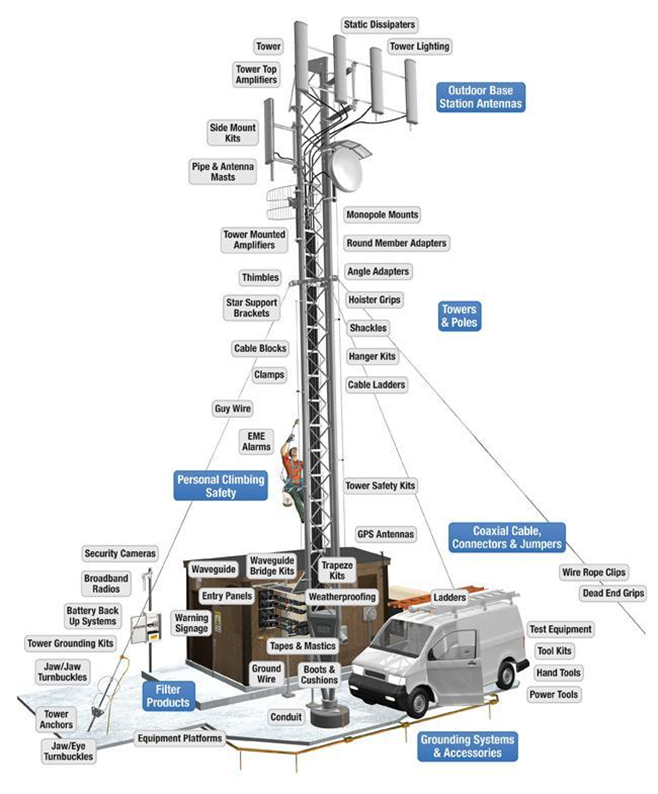 Static Dissipaters
Tower
Tower Lighting
Tower Top
Amplifiers
Outdoor Base
Station Antennas
Side Mount
Kits
Pipe & Antenna
Masts
Monopole Mounts
Tower Mounted
Amplifiers
Round Member Adapters
Thimbles
Angle Adapters
Star Support
Brackets
Hoister Grips
Towers
& Poles
Shackles
Cable Blocks
Hanger Kits
Clamps
Cable Ladders
Guy Wire
EME
Alarms
Personal Climbing
Safety
Tower Safety Kits
GPS Antennas
Coaxial Cable,
Connectors & Jumpers
Security Cameras
Waveguide
Waveguide
Bridge Kits
Trapeze
Kits
Wire Rope Clips
Broadband
Radios
Dead End Grips
Entry Panels
Weatherproofing
Ladders
Battery Back
Up Systems
Warning
Signage
Test Equipment
Tower Grounding Kits
Tapes & Mastics
Tool Kits
Jaw/Jaw
Turnbuckles
Ground
Wire
Boots &
Cushions
Hand Tools
Filter
Products
Power Tools
Tower
Anchors
Conduit
Equipment Platforms
Jaw/Eye
Turnbuckles
Grounding Systems
& Accessories